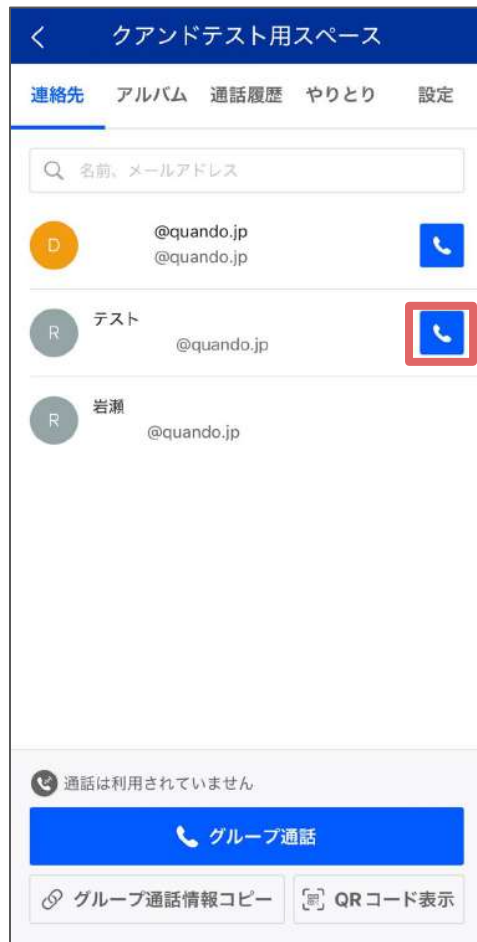 クアンドテスト用スペース
連絡先 アルバム 通話履歴 やりとり 設定
名前、メールアドレス
D
@quando.jp
@quando.jp
R
テスト
@quando.jp
R
岩瀬
@quando.jp
通話は利用されていません
グループ通話
グループ通話情報コピー QRコード表示